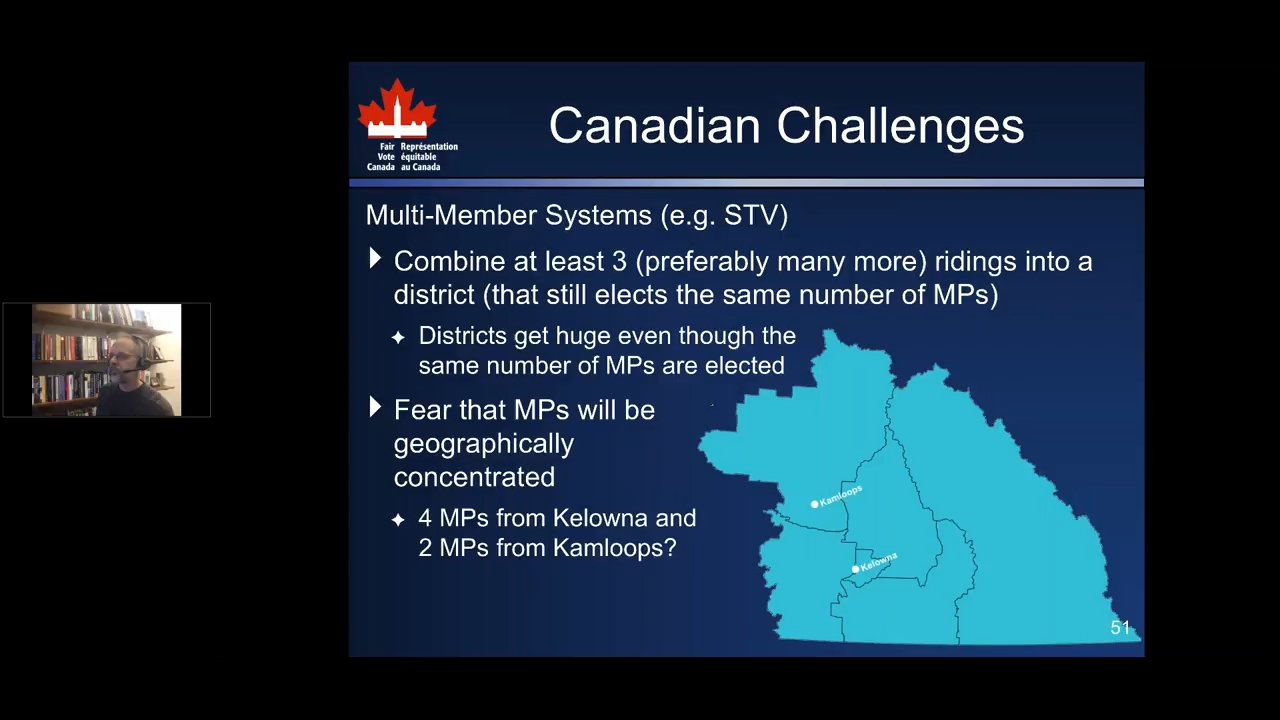 Canadian Challenges
Fair Représentation
Vote équitable
Canada au Canada
Multi-Member Systems (e.g. STV)
Combine at least 3 (preferably many more) ridings into a
district (that still elects the same number of MPs)
Districts get huge even though the
same number of MPs are elected
Fear that MPs will be
geographically
concentrated
4 MPs from Kelowna and
2 MPs from Kamloops?
Kamloops
Kelowna
51